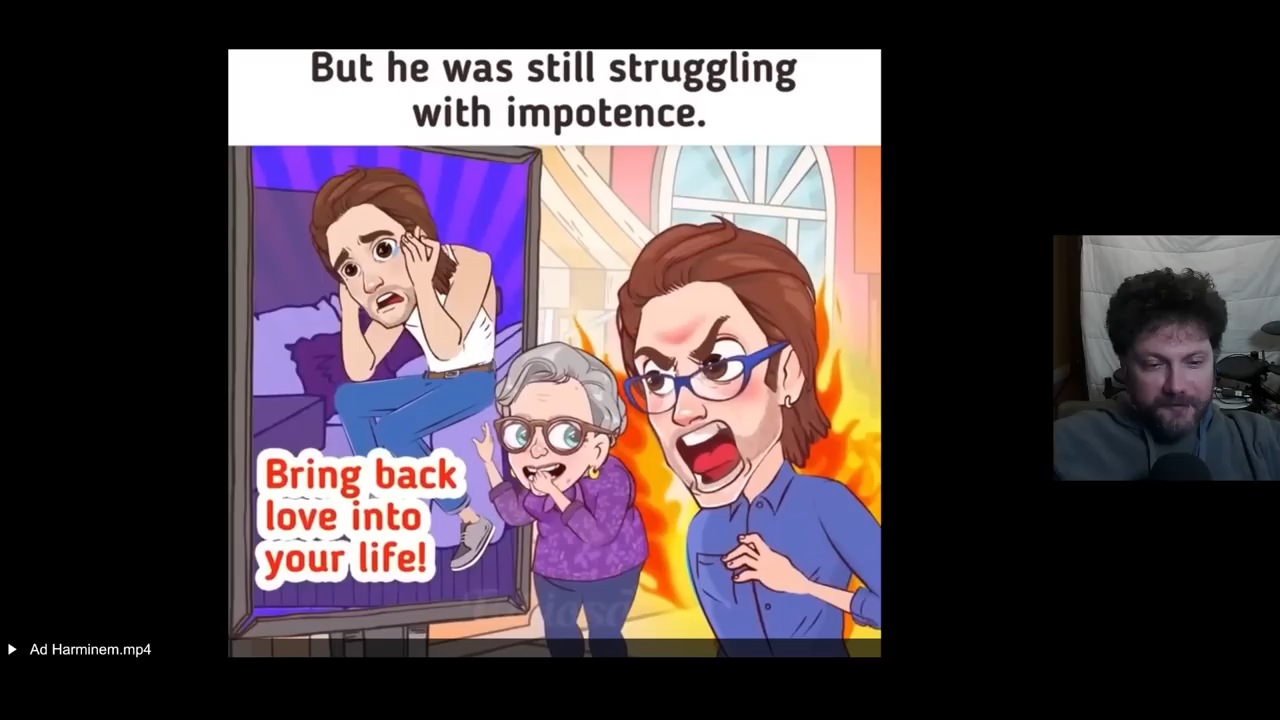 But he was still struggling
with impotence.
Bring back
love into
your life!
Ad Harminem.mp4